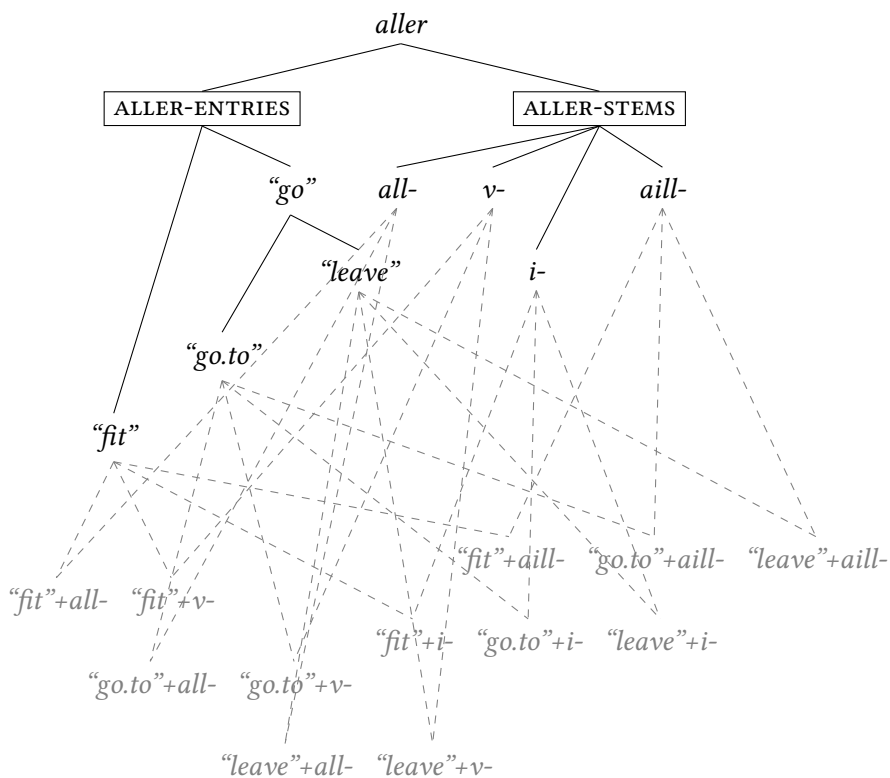 aller
ALLER-ENTRIES ALLER-STEMS
“go” all- v- aill-
“leave” i-
“go.to”
“fit”
“fit”+aill- “go.to”+aill- “leave”+aill-
“fit”+all- “fit”+v-
“fit”+i- “go.to”+i- “leave”+i-
“go.to”+all- “go.to”+v-
“leave”+all- “leave”+v-